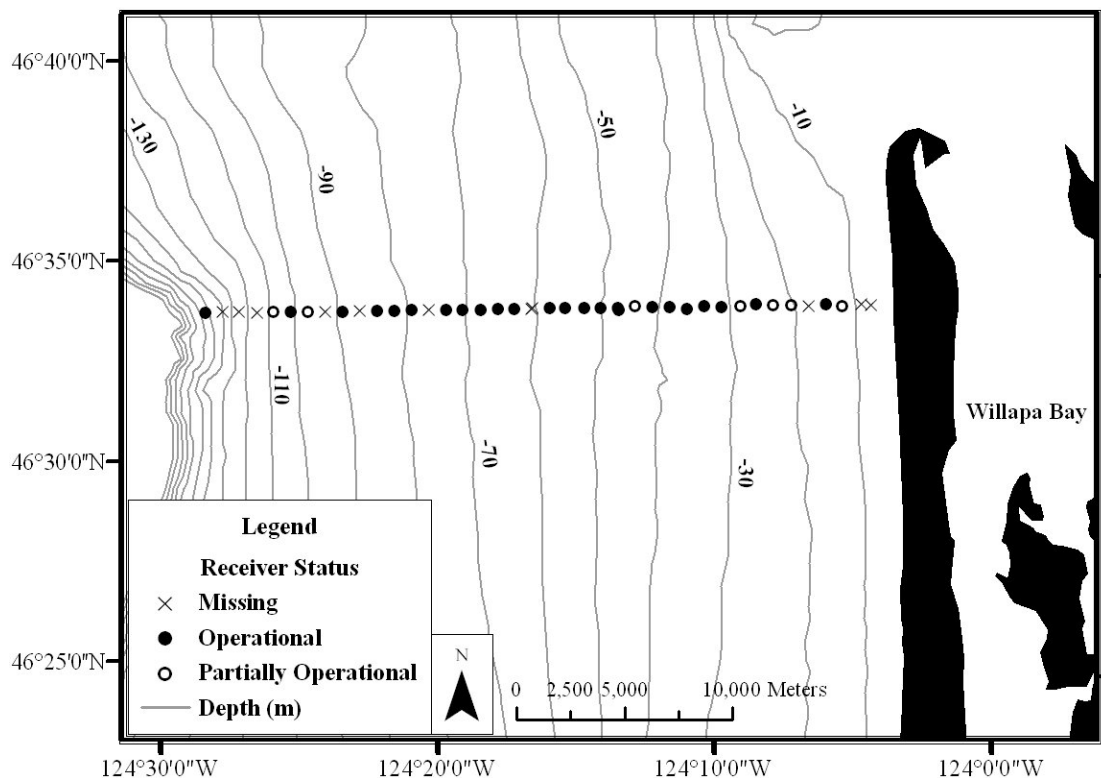 46°40'0"N
46°35'0"N
46°30'0"N
46°25'0"N
-130
-90
-50
-10
-110
-70
-30
Willapa Bay
Legend
Receiver Status
Missing
Operational
Partially Operational
Depth (m)
N
0 2,500 5,000 10,000 Meters
124°30'0"W 124°20'0"W 124°10'0"W 124°0'0"W